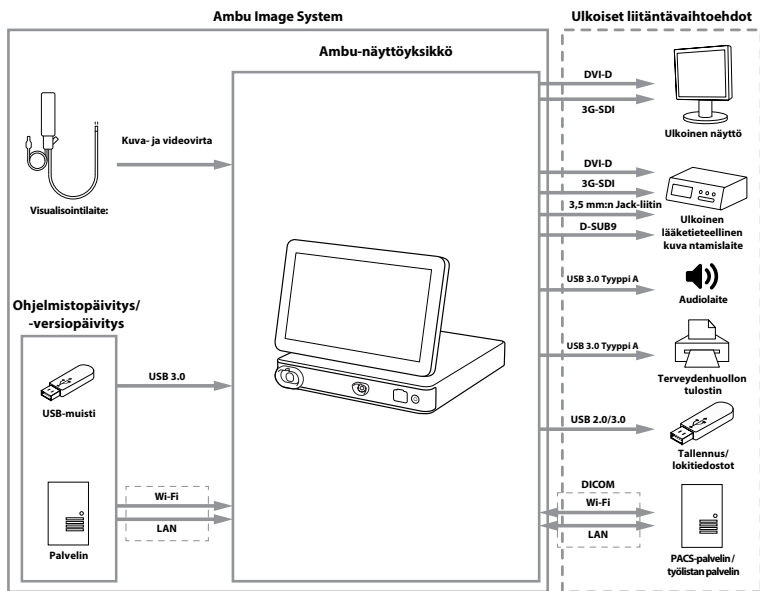 Ambu Image System
Ulkoiset liitäntävaihtoehdot
Ambu-näyttöyksikkö
Kuva- ja videovirta
Visualisointilaite:
Ohjelmistopäivitys/
-versiopäivitys
USB 3.0
USB-muisti
Wi-Fi
LAN
Palvelin
DVI-D
3G-SDI
Ulkoinen näyttö
DVI-D
3G-SDI
3,5 mm:n Jack-liitin
D-SUB9
Ulkoinen
lääketieteellinen
kuva ntamislaite
USB 3.0 Tyyppi A
Audiolaite
USB 3.0 Tyyppi A
Terveydenhuollon
tulostin
USB 2.0/3.0
Tallennus/
lokitiedostot
DICOM
Wi-Fi
LAN
PACS-palvelin/
työlistan palvelin